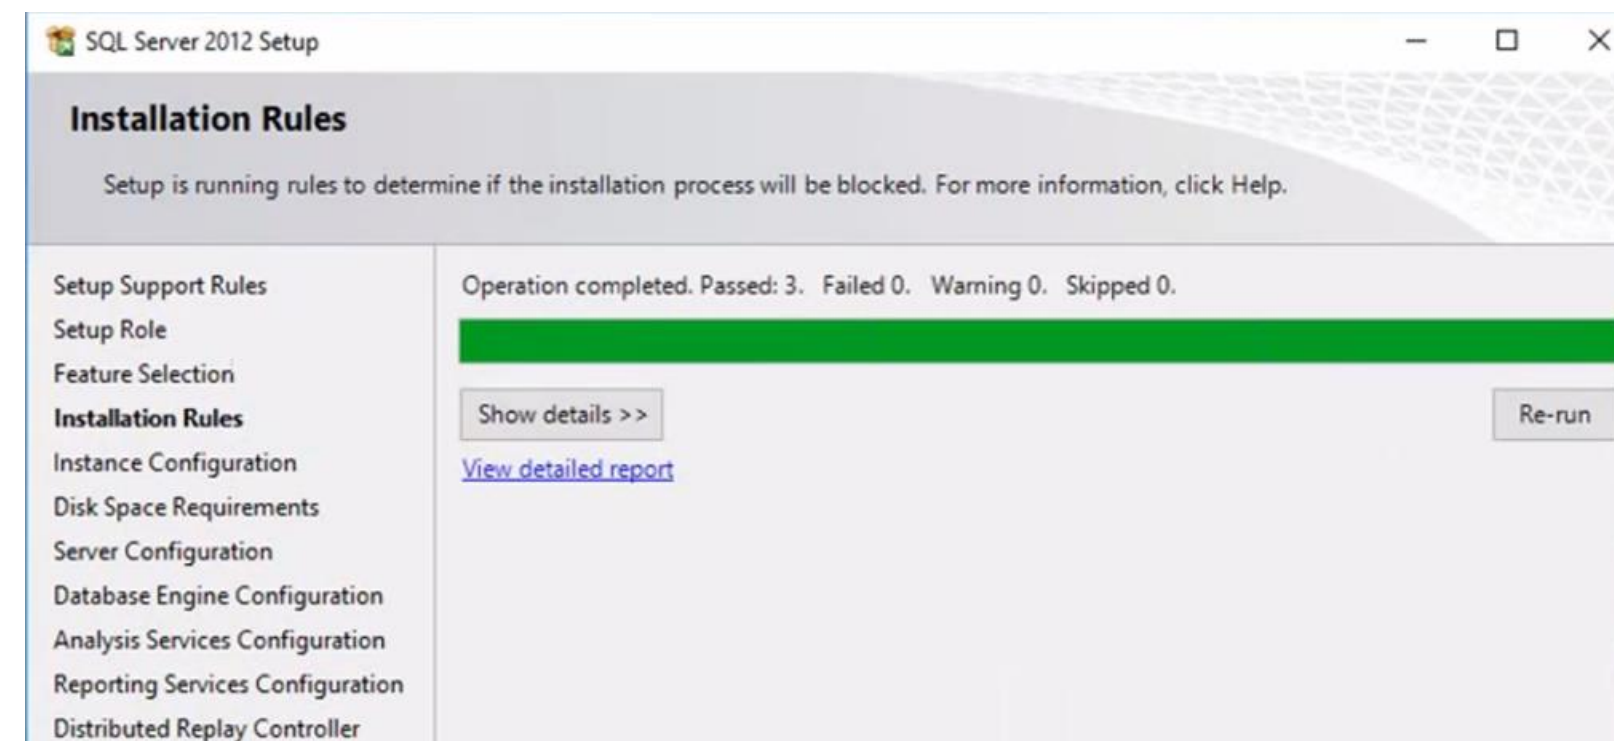 SQL Server 2012 Setup
Installation Rules
Setup is running rules to determine if the installation process will be blocked. For more information, click Help.
Setup Support Rules
Setup Role
Feature Selection
Installation Rules
Instance Configuration
Disk Space Requirements
Server Configuration
Database Engine Configuration
Analysis Services Configuration
Reporting Services Configuration
Distributed Replay Controller
Operation completed. Passed: 3. Failed 0. Warning 0. Skipped 0.
Show details >>
Re-run
View detailed report